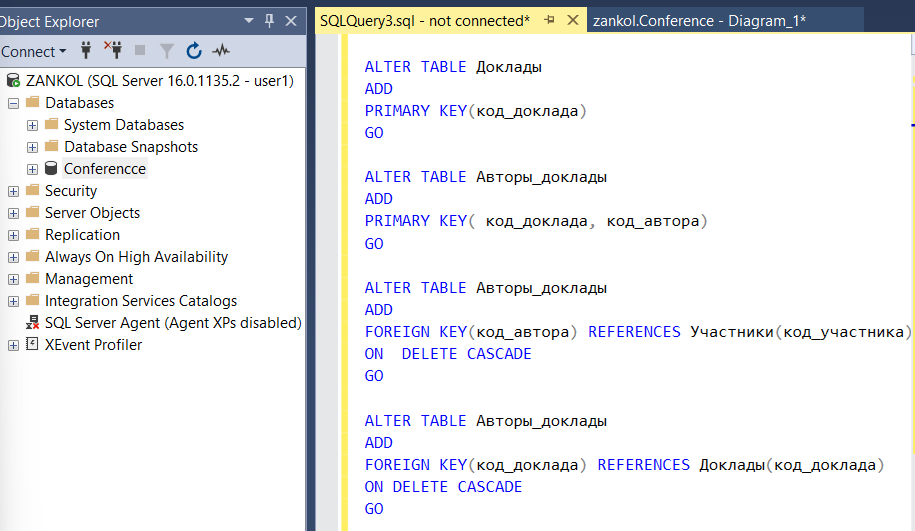 Object Explorer
Connect
ZANKOL (SQL Server 16.0.1135.2 - user1)
Databases
System Databases
Database Snapshots
Conferencce
Security
Server Objects
Replication
Always On High Availability
Management
Integration Services Catalogs
SQL Server Agent (Agent XPs disabled)
XEvent Profiler
SQLQuery3.sql - not connected*
zankol.Conference - Diagram_1*
ALTER TABLE Доклады
ADD
PRIMARY KEY(код_доклада)
GO
ALTER TABLE Авторы_доклады
ADD
PRIMARY KEY( код_доклада, код_автора)
GO
ALTER TABLE Авторы_доклады
ADD
FOREIGN KEY(код_автора) REFERENCES Участники(код_участника)
ON  DELETE CASCADE
GO
ALTER TABLE Авторы_доклады
ADD
FOREIGN KEY(код_доклада) REFERENCES Доклады(код_доклада)
ON DELETE CASCADE
GO